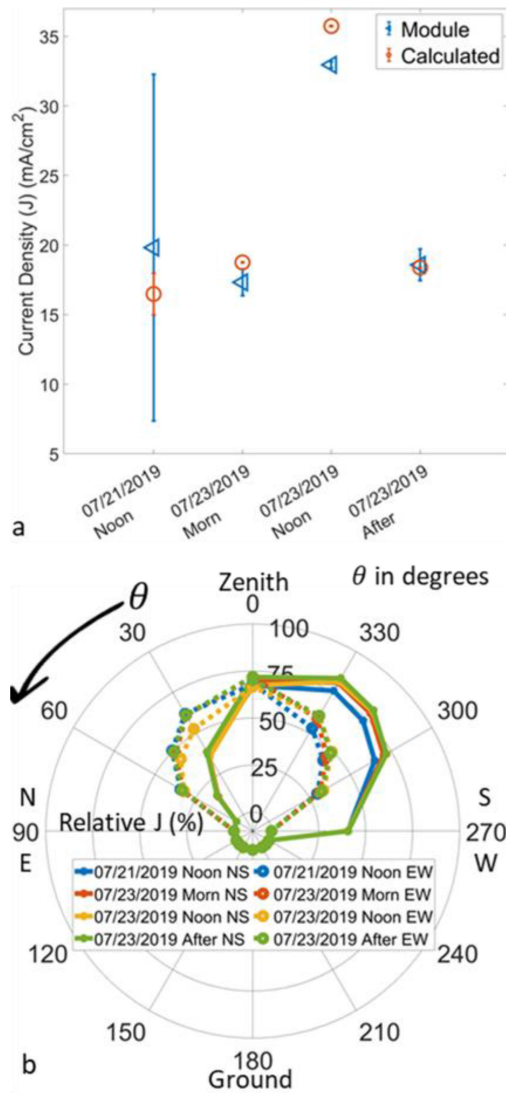 35
30
25
20
15
10
5
Current Density (J) (mA/cm²)
Module
Calculated
07/21/2019 Noon
07/23/2019 Morn
07/23/2019 Noon
07/23/2019 After
a
Zenith
θ in degrees
θ
0
30
330
60
300
N
90
E
S
270
W
120
240
150
210
180
Ground
100
75
50
25
0
Relative J (%)
07/21/2019 Noon NS
07/21/2019 Noon EW
07/23/2019 Morn NS
07/23/2019 Morn EW
07/23/2019 Noon NS
07/23/2019 Noon EW
07/23/2019 After NS
07/23/2019 After EW
b